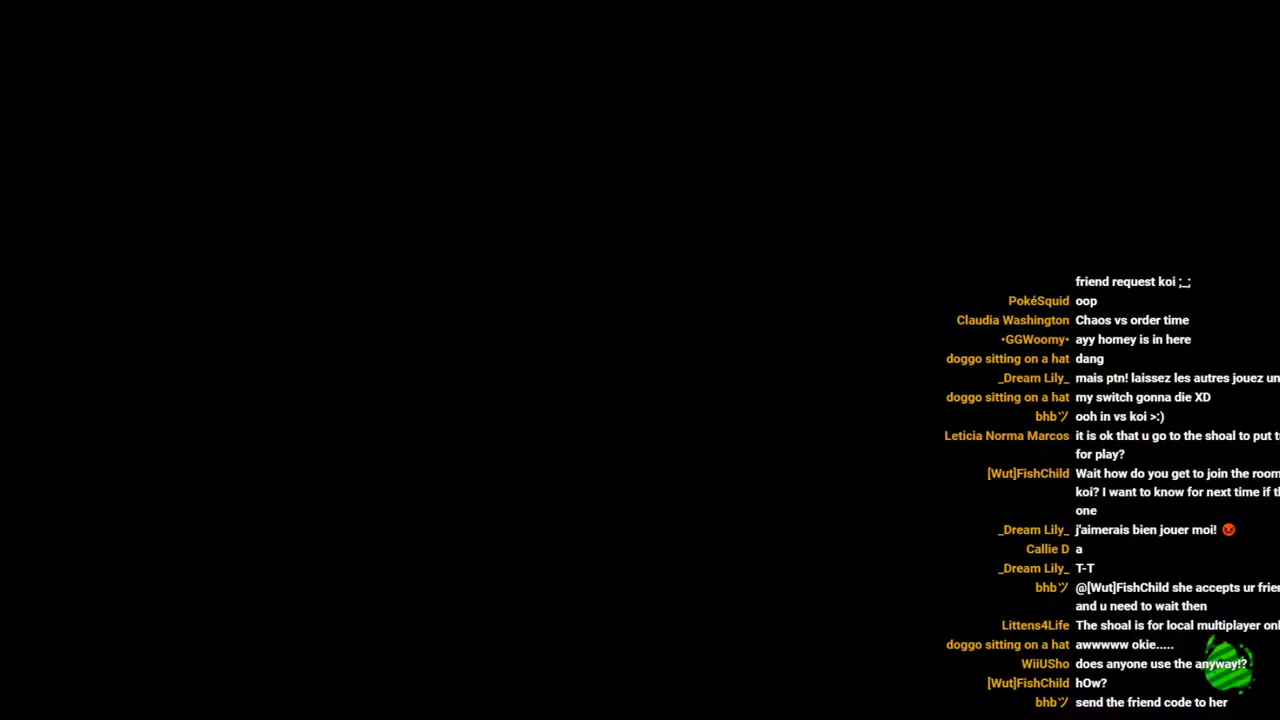 friend request koi ;_;
PokéSquid oop
Claudia Washington Chaos vs order time
•GGWoomy• ayy homey is in here
doggo sitting on a hat dang
_Dream Lily_ mais ptn! laissez les autres jouez un
doggo sitting on a hat my switch gonna die XD
bhbツ ooh in vs koi >:)
Leticia Norma Marcos it is ok that u go to the shoal to put
for play?
[Wut]FishChild Wait how do you get to join the room
koi? I want to know for next time if
one
_Dream Lily_ j'aimerais bien jouer moi! 😡
Callie D a
_Dream Lily_ T-T
bhbツ @[Wut]FishChild she accepts ur
and u need to wait then
Littens4Life The shoal is for local multiplayer
doggo sitting on a hat awwwww okie.....
WiiUSho does anyone use the anyway!?
[Wut]FishChild hOw?
bhbツ send the friend code to her